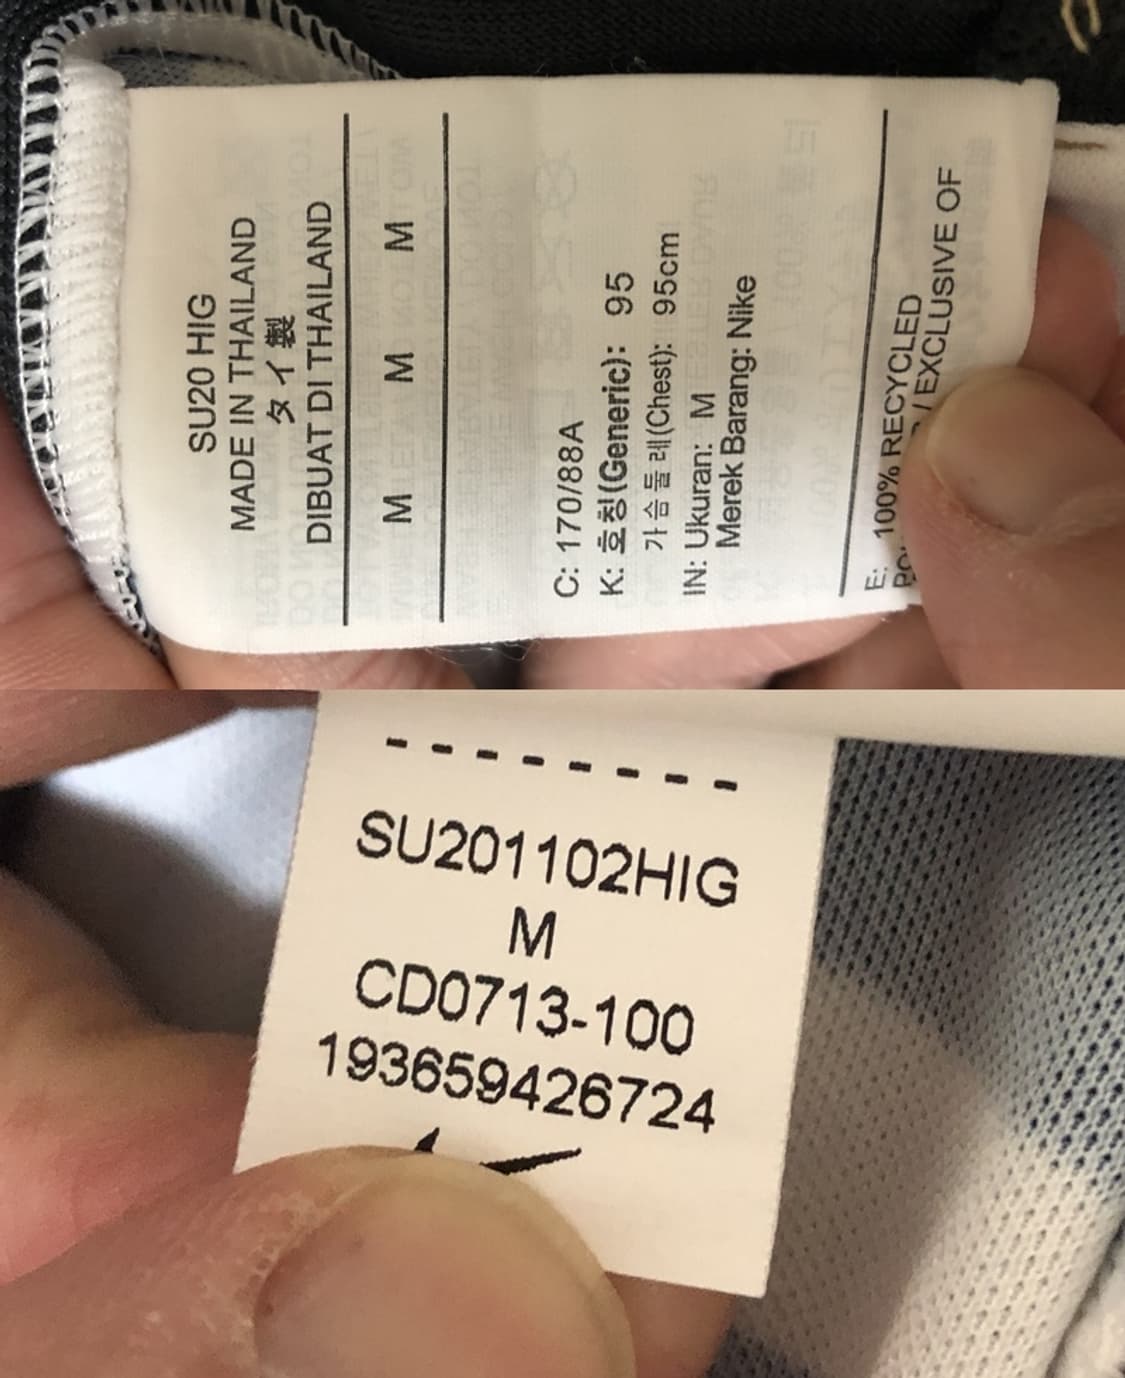 SU20 HIG
MADE IN THAILAND
タイ製
DIBUAT DI THAILAND
M M M
C: 170/88A
K: 호칭(Generic): 95
가슴둘레(Chest): 95cm
IN: Ukuran: M
Merek Barang: Nike
E: 100% RECYCLED
/ EXCLUSIVE OF
--------
SU201102HIG
M
CD0713-100
193659426724